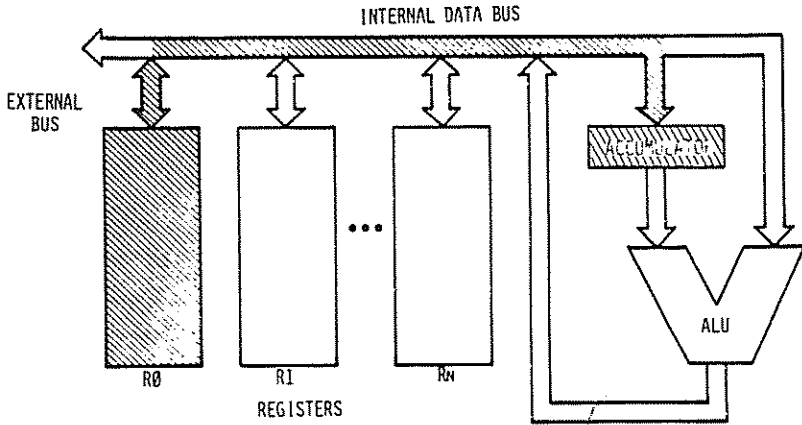 INTERNAL DATA BUS
EXTERNAL
BUS
ACCUMULATOR
ALU
RØ
R1
RN
REGISTERS